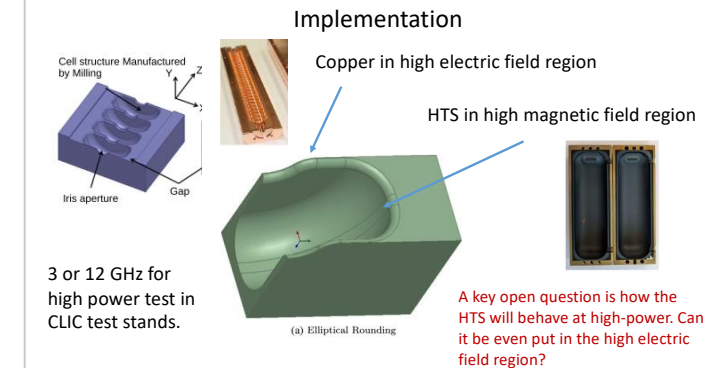 Implementation
Cell structure Manufactured
by Milling
Y
Z
Iris aperture
Gap
Copper in high electric field region
HTS in high magnetic field region
3 or 12 GHz for
high power test in
CLIC test stands.
(a) Elliptical Rounding
A key open question is how the
HTS will behave at high-power. Can
it be even put in the high electric
field region?